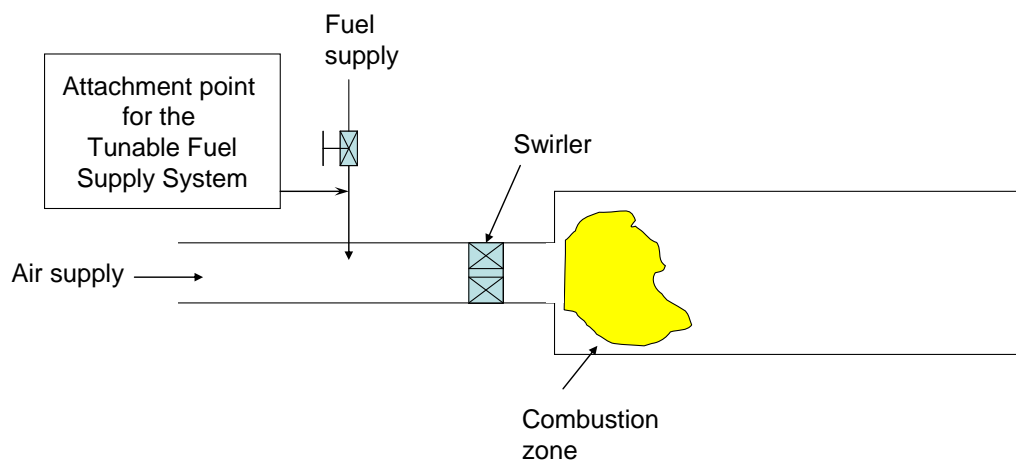 Fuel
supply
Attachment point
for the
Tunable Fuel
Supply System
Swirler
Air supply
Combustion
zone